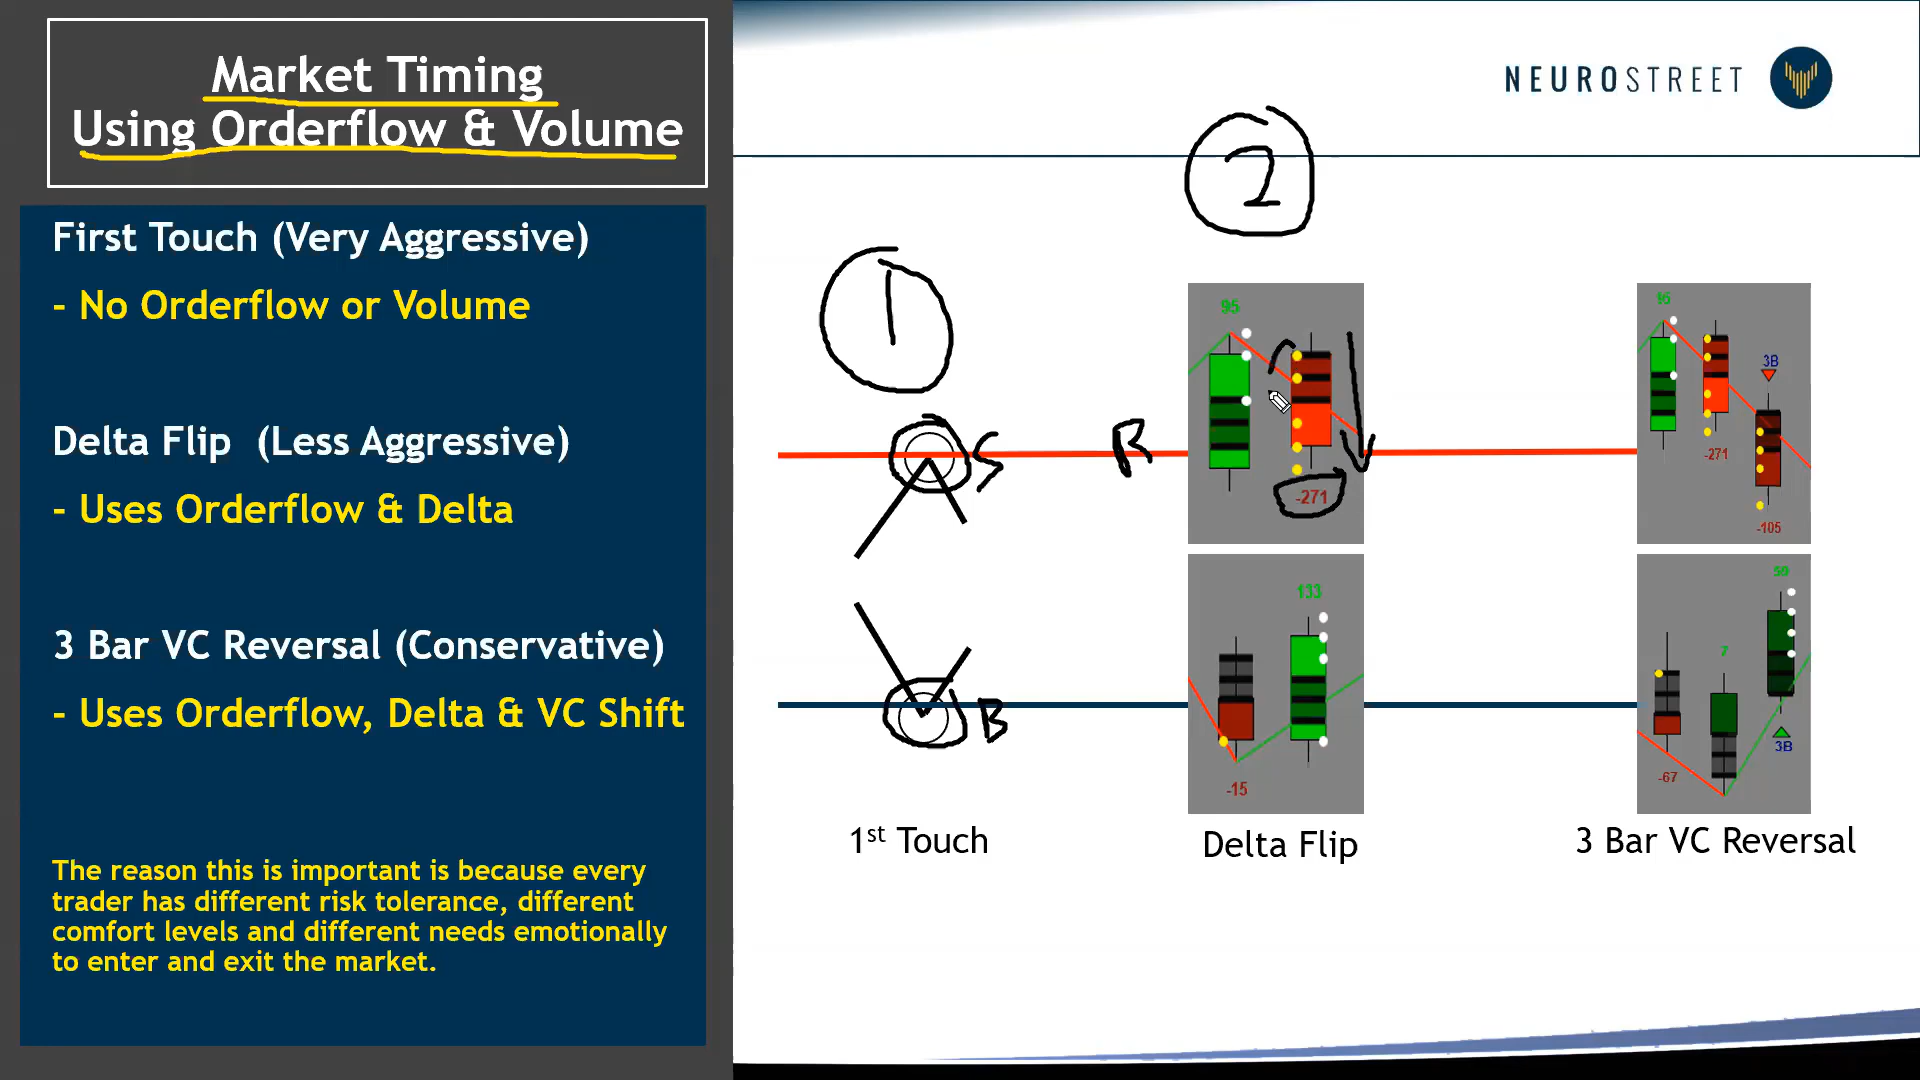 Market Timing
Using Orderflow & Volume
First Touch (Very Aggressive)
- No Orderflow or Volume
Delta Flip (Less Aggressive)
- Uses Orderflow & Delta
3 Bar VC Reversal (Conservative)
- Uses Orderflow, Delta & VC Shift
The reason this is important is because every
trader has different risk tolerance, different
comfort levels and different needs emotionally
to enter and exit the market.
NEUROSTREET
2
1
S
R
B
95
-271
133
-15
-271
3B
-105
7
-67
3B
1st Touch
Delta Flip
3 Bar VC Reversal